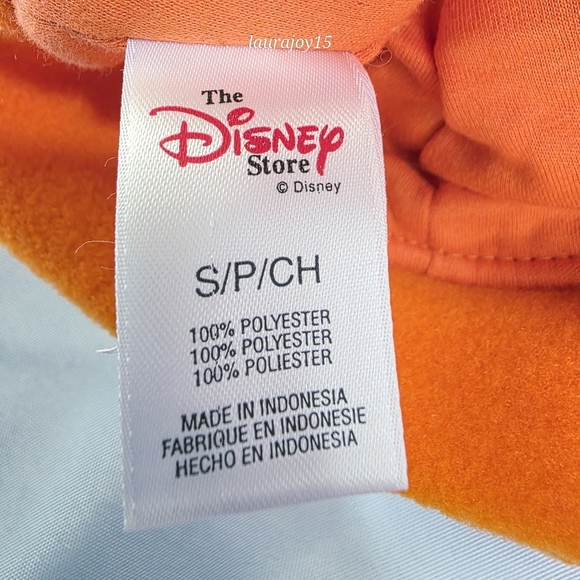 laurajoy15
The
DISNEY
Store
© Disney
S/P/CH
100% POLYESTER
100% POLYESTER
100% POLIESTER
MADE IN INDONESIA
FABRIQUE EN INDONESIE
HECHO EN INDONESIA